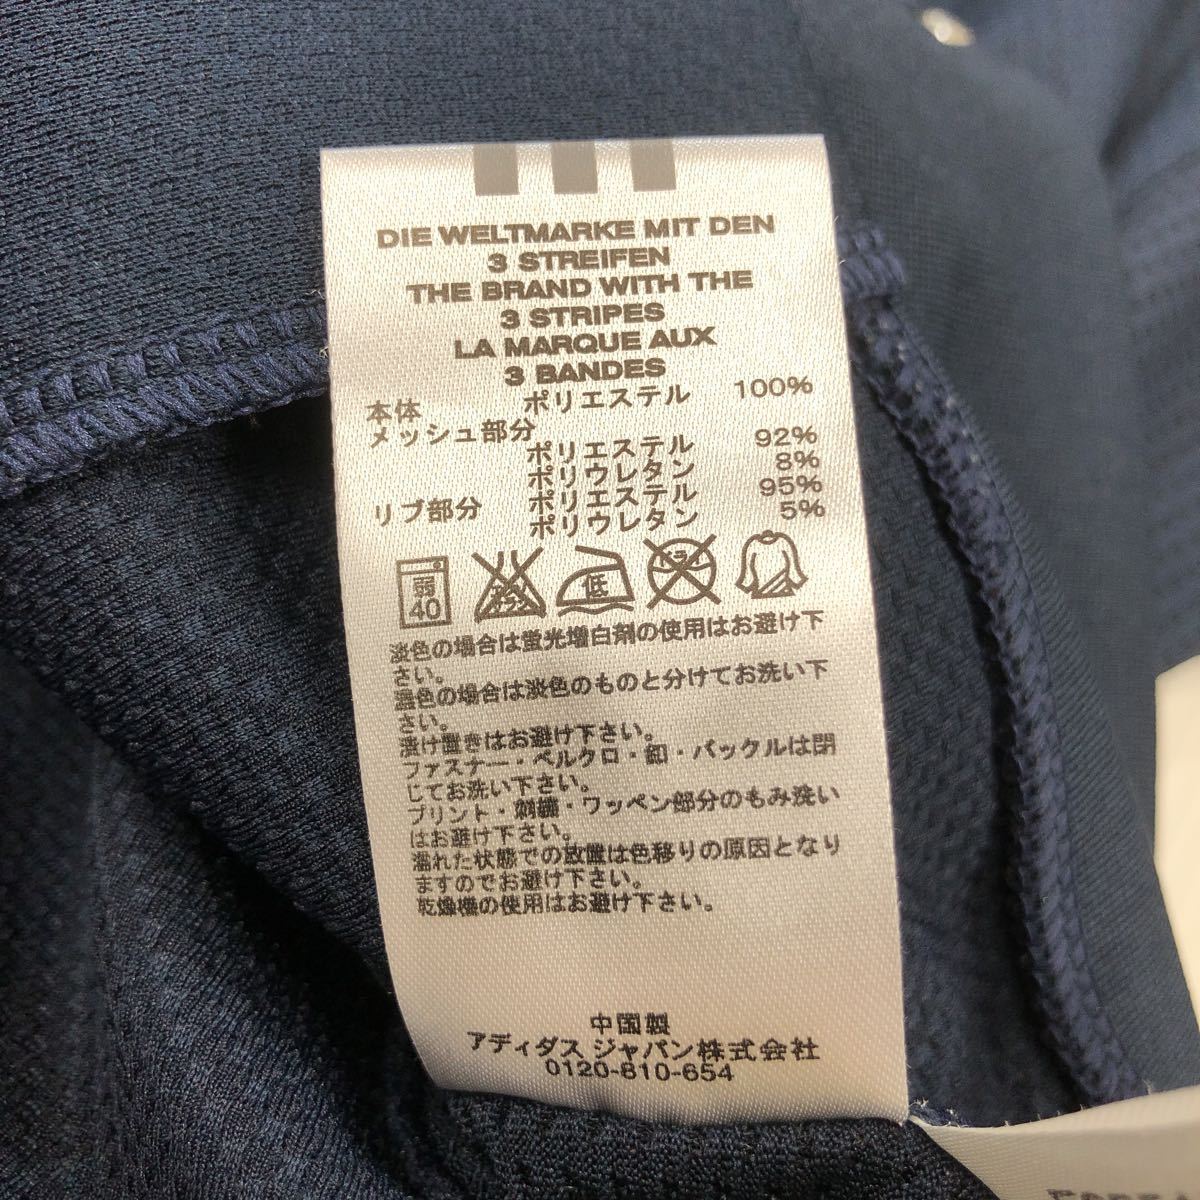 DIE WELTMARKE MIT DEN
3 STREIFEN
THE BRAND WITH THE
3 STRIPES
LA MARQUE AUX
3 BANDES
本体 ポリエステル 100%
メッシュ部分
ポリエステル 92%
ポリウレタン 8%
リブ部分 ポリエステル 95%
ポリウレタン 5%
弱 40 エンソサラシ 低 ドライ
淡色の場合は蛍光増白剤の使用はお避け下
さい。
濃色の場合は淡色のものと分けてお洗い下
さい。
漬け置きはお避け下さい。
ファスナー・ベルクロ・釦・バックルは閉
じてお洗い下さい。
プリント・刺繍・ワッペン部分のもみ洗い
はお避け下さい。
濡れた状態での放置は色移りの原因となり
ますのでお避け下さい。
乾燥機の使用はお避け下さい。
中国製
アディダス ジャパン株式会社
0120-810-654